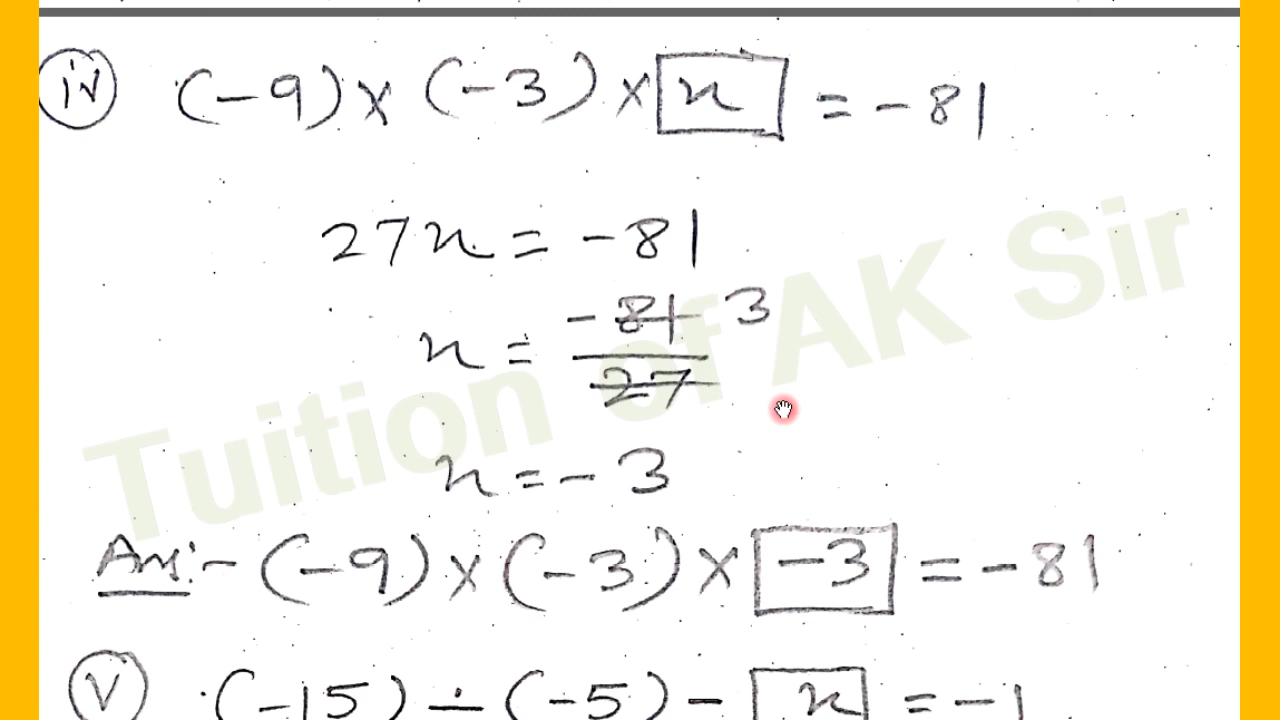 iv (-9) × (-3) × x = -81
27x = -81
x = -81 3
27
x = -3
Ans:- (-9) × (-3) × -3 = -81
v (-15) ÷ (-5) - x = -1
Tuition of AK Sir